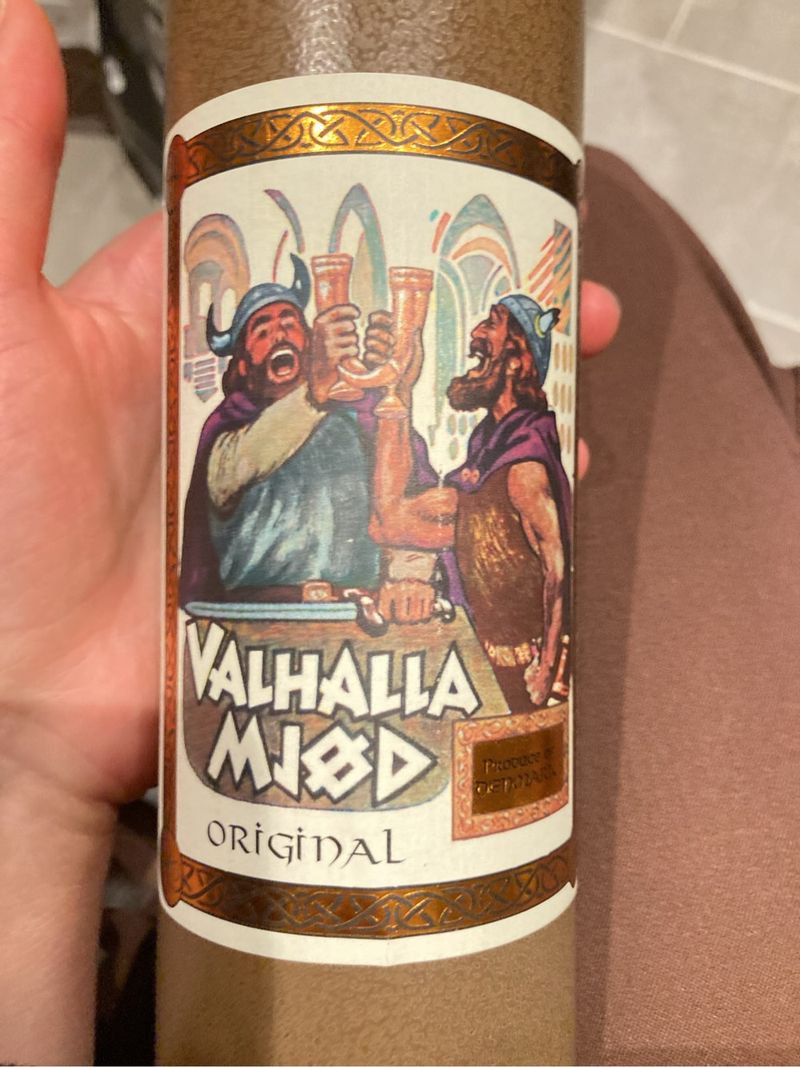 VALHALLA
MJØD
PRODUCE OF
DENMARK
ORIGINAL